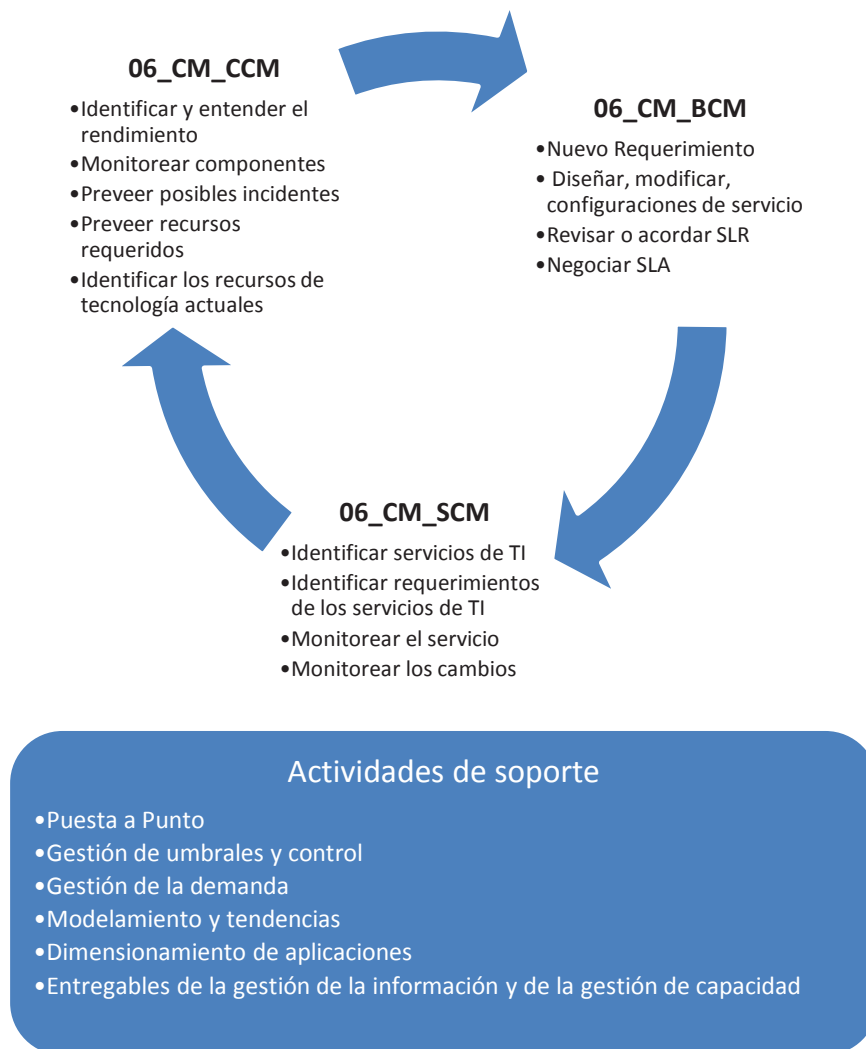 06_CM_CCM
•Identificar y entender el
rendimiento
•Monitorear componentes
•Preveer posibles incidentes
•Preveer recursos
requeridos
•Identificar los recursos de
tecnología actuales
06_CM_BCM
•Nuevo Requerimiento
• Diseñar, modificar,
configuraciones de servicio
•Revisar o acordar SLR
•Negociar SLA
06_CM_SCM
•Identificar servicios de TI
•Identificar requerimientos
de los servicios de TI
•Monitorear el servicio
•Monitorear los cambios
Actividades de soporte
•Puesta a Punto
•Gestión de umbrales y control
•Gestión de la demanda
•Modelamiento y tendencias
•Dimensionamiento de aplicaciones
•Entregables de la gestión de la información y de la gestión de capacidad